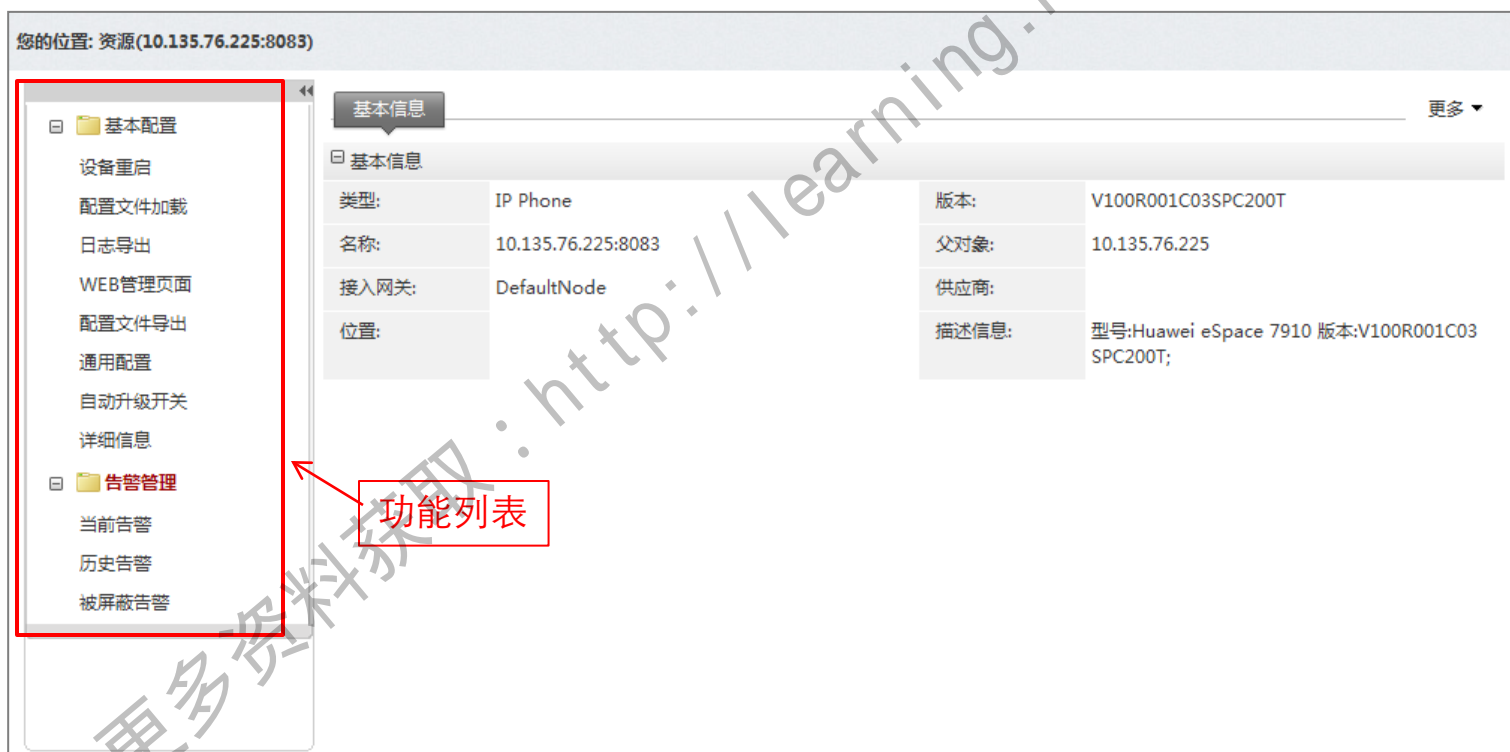 您的位置: 资源(10.135.76.225:8083)
基本配置
设备重启
配置文件加载
日志导出
WEB管理页面
配置文件导出
通用配置
自动升级开关
详细信息
告警管理
当前告警
历史告警
被屏蔽告警
功能列表
基本信息
更多
基本信息
类型: IP Phone 版本: V100R001C03SPC200T
名称: 10.135.76.225:8083 父对象: 10.135.76.225
接入网关: DefaultNode 供应商:
位置: 描述信息: 型号:Huawei eSpace 7910 版本:V100R001C03
SPC200T;
更多资料获取:http://learning.